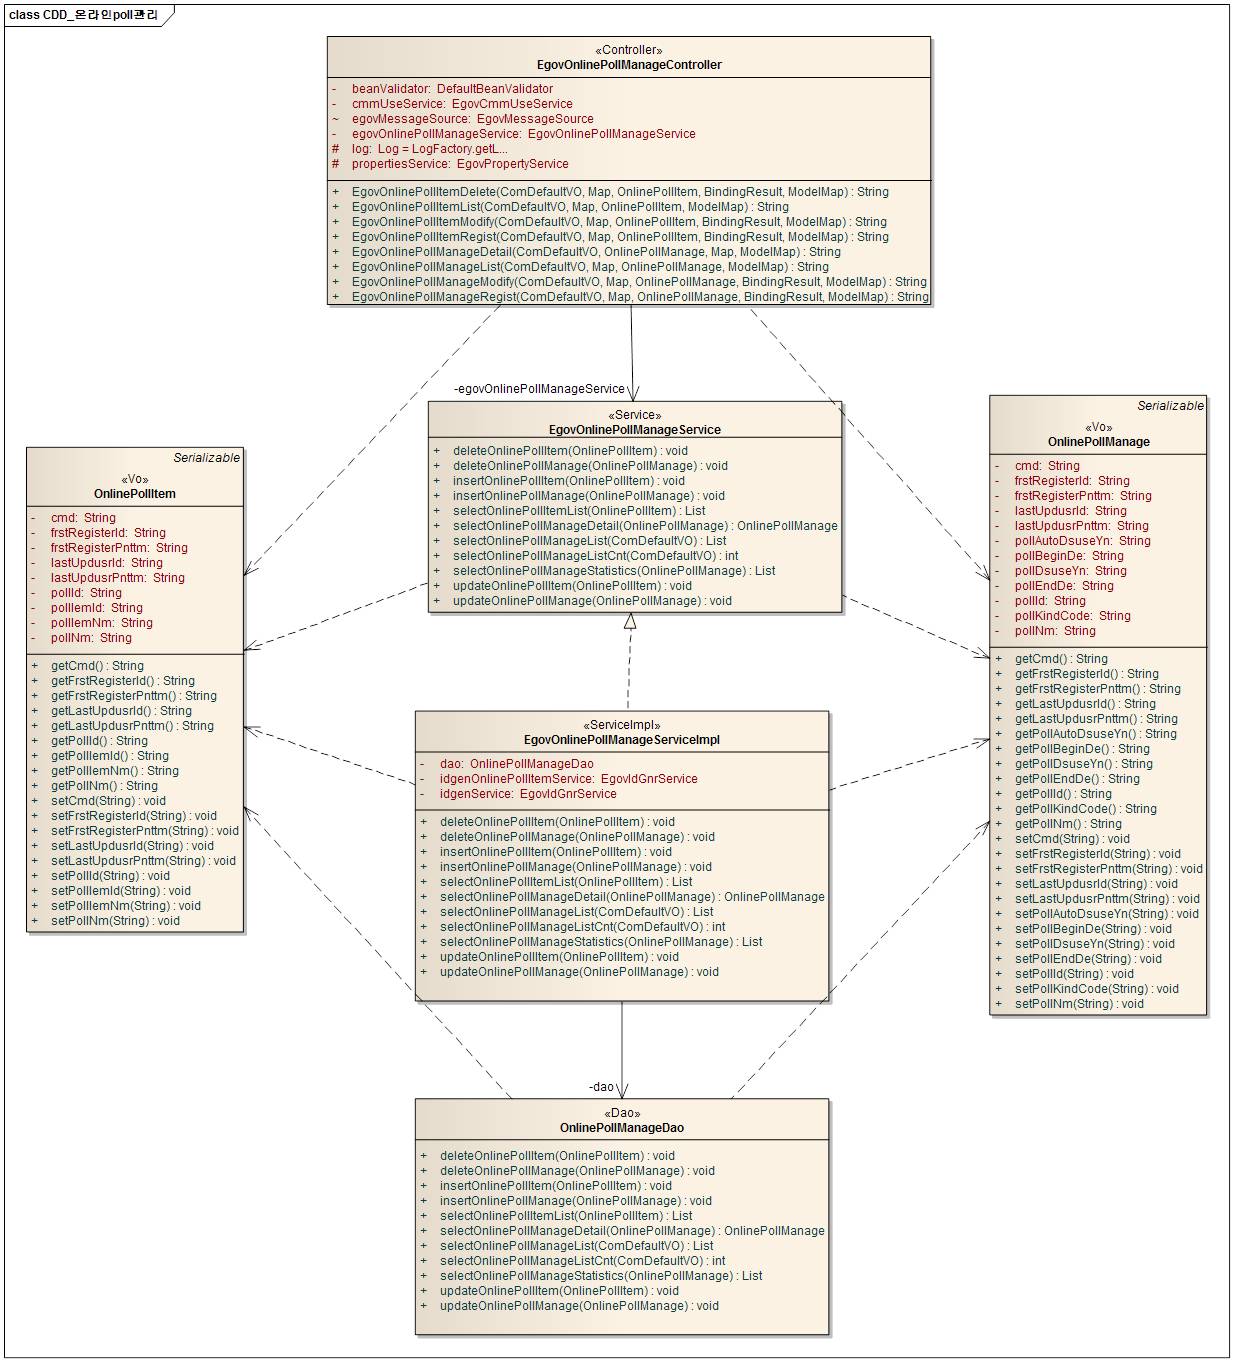 class CDD_온라인poll관리
«Controller»
EgovOnlinePollManageController
- beanValidator: DefaultBeanValidator
- cmmUseService: EgovCmmUseService
~ egovMessageSource: EgovMessageSource
- egovOnlinePollManageService: EgovOnlinePollManageService
# log: Log = LogFactory.getL...
# propertiesService: EgovPropertyService
+ EgovOnlinePollItemDelete(ComDefaultVO, Map, OnlinePollItem, BindingResult, ModelMap) : String
+ EgovOnlinePollItemList(ComDefaultVO, Map, OnlinePollItem, ModelMap) : String
+ EgovOnlinePollItemModify(ComDefaultVO, Map, OnlinePollItem, BindingResult, ModelMap) : String
+ EgovOnlinePollItemRegist(ComDefaultVO, Map, OnlinePollItem, BindingResult, ModelMap) : String
+ EgovOnlinePollManageDetail(ComDefaultVO, OnlinePollManage, Map, ModelMap) : String
+ EgovOnlinePollManageList(ComDefaultVO, Map, OnlinePollManage, ModelMap) : String
+ EgovOnlinePollManageModify(ComDefaultVO, Map, OnlinePollManage, BindingResult, ModelMap) : String
+ EgovOnlinePollManageRegist(ComDefaultVO, Map, OnlinePollManage, BindingResult, ModelMap) : String
-egovOnlinePollManageService
«Service»
EgovOnlinePollManageService
+ deleteOnlinePollItem(OnlinePollItem) : void
+ deleteOnlinePollManage(OnlinePollManage) : void
+ insertOnlinePollItem(OnlinePollItem) : void
+ insertOnlinePollManage(OnlinePollManage) : void
+ selectOnlinePollItemList(OnlinePollItem) : List
+ selectOnlinePollManageDetail(OnlinePollManage) : OnlinePollManage
+ selectOnlinePollManageList(ComDefaultVO) : List
+ selectOnlinePollManageListCnt(ComDefaultVO) : int
+ selectOnlinePollManageStatistics(OnlinePollManage) : List
+ updateOnlinePollItem(OnlinePollItem) : void
+ updateOnlinePollManage(OnlinePollManage) : void
Serializable
«Vo»
OnlinePollItem
- cmd: String
- frstRegisterId: String
- frstRegisterPnttm: String
- lastUpdusrId: String
- lastUpdusrPnttm: String
- pollId: String
- pollIemId: String
- pollIemNm: String
- pollNm: String
+ getCmd() : String
+ getFrstRegisterId() : String
+ getFrstRegisterPnttm() : String
+ getLastUpdusrId() : String
+ getLastUpdusrPnttm() : String
+ getPollId() : String
+ getPollIemId() : String
+ getPollIemNm() : String
+ getPollNm() : String
+ setCmd(String) : void
+ setFrstRegisterId(String) : void
+ setFrstRegisterPnttm(String) : void
+ setLastUpdusrId(String) : void
+ setLastUpdusrPnttm(String) : void
+ setPollId(String) : void
+ setPollIemId(String) : void
+ setPollIemNm(String) : void
+ setPollNm(String) : void
Serializable
«Vo»
OnlinePollManage
- cmd: String
- frstRegisterId: String
- frstRegisterPnttm: String
- lastUpdusrId: String
- lastUpdusrPnttm: String
- pollAutoDsuseYn: String
- pollBeginDe: String
- pollDsuseYn: String
- pollEndDe: String
- pollId: String
- pollKindCode: String
- pollNm: String
+ getCmd() : String
+ getFrstRegisterId() : String
+ getFrstRegisterPnttm() : String
+ getLastUpdusrId() : String
+ getLastUpdusrPnttm() : String
+ getPollAutoDsuseYn() : String
+ getPollBeginDe() : String
+ getPollDsuseYn() : String
+ getPollEndDe() : String
+ getPollId() : String
+ getPollKindCode() : String
+ getPollNm() : String
+ setCmd(String) : void
+ setFrstRegisterId(String) : void
+ setFrstRegisterPnttm(String) : void
+ setLastUpdusrId(String) : void
+ setLastUpdusrPnttm(String) : void
+ setPollAutoDsuseYn(String) : void
+ setPollBeginDe(String) : void
+ setPollDsuseYn(String) : void
+ setPollEndDe(String) : void
+ setPollId(String) : void
+ setPollKindCode(String) : void
+ setPollNm(String) : void
«ServiceImpl»
EgovOnlinePollManageServiceImpl
- dao: OnlinePollManageDao
- idgenOnlinePollItemService: EgovIdGnrService
- idgenService: EgovIdGnrService
+ deleteOnlinePollItem(OnlinePollItem) : void
+ deleteOnlinePollManage(OnlinePollManage) : void
+ insertOnlinePollItem(OnlinePollItem) : void
+ insertOnlinePollManage(OnlinePollManage) : void
+ selectOnlinePollItemList(OnlinePollItem) : List
+ selectOnlinePollManageDetail(OnlinePollManage) : OnlinePollManage
+ selectOnlinePollManageList(ComDefaultVO) : List
+ selectOnlinePollManageListCnt(ComDefaultVO) : int
+ selectOnlinePollManageStatistics(OnlinePollManage) : List
+ updateOnlinePollItem(OnlinePollItem) : void
+ updateOnlinePollManage(OnlinePollManage) : void
-dao
«Dao»
OnlinePollManageDao
+ deleteOnlinePollItem(OnlinePollItem) : void
+ deleteOnlinePollManage(OnlinePollManage) : void
+ insertOnlinePollItem(OnlinePollItem) : void
+ insertOnlinePollManage(OnlinePollManage) : void
+ selectOnlinePollItemList(OnlinePollItem) : List
+ selectOnlinePollManageDetail(OnlinePollManage) : OnlinePollManage
+ selectOnlinePollManageList(ComDefaultVO) : List
+ selectOnlinePollManageListCnt(ComDefaultVO) : int
+ selectOnlinePollManageStatistics(OnlinePollManage) : List
+ updateOnlinePollItem(OnlinePollItem) : void
+ updateOnlinePollManage(OnlinePollManage) : void